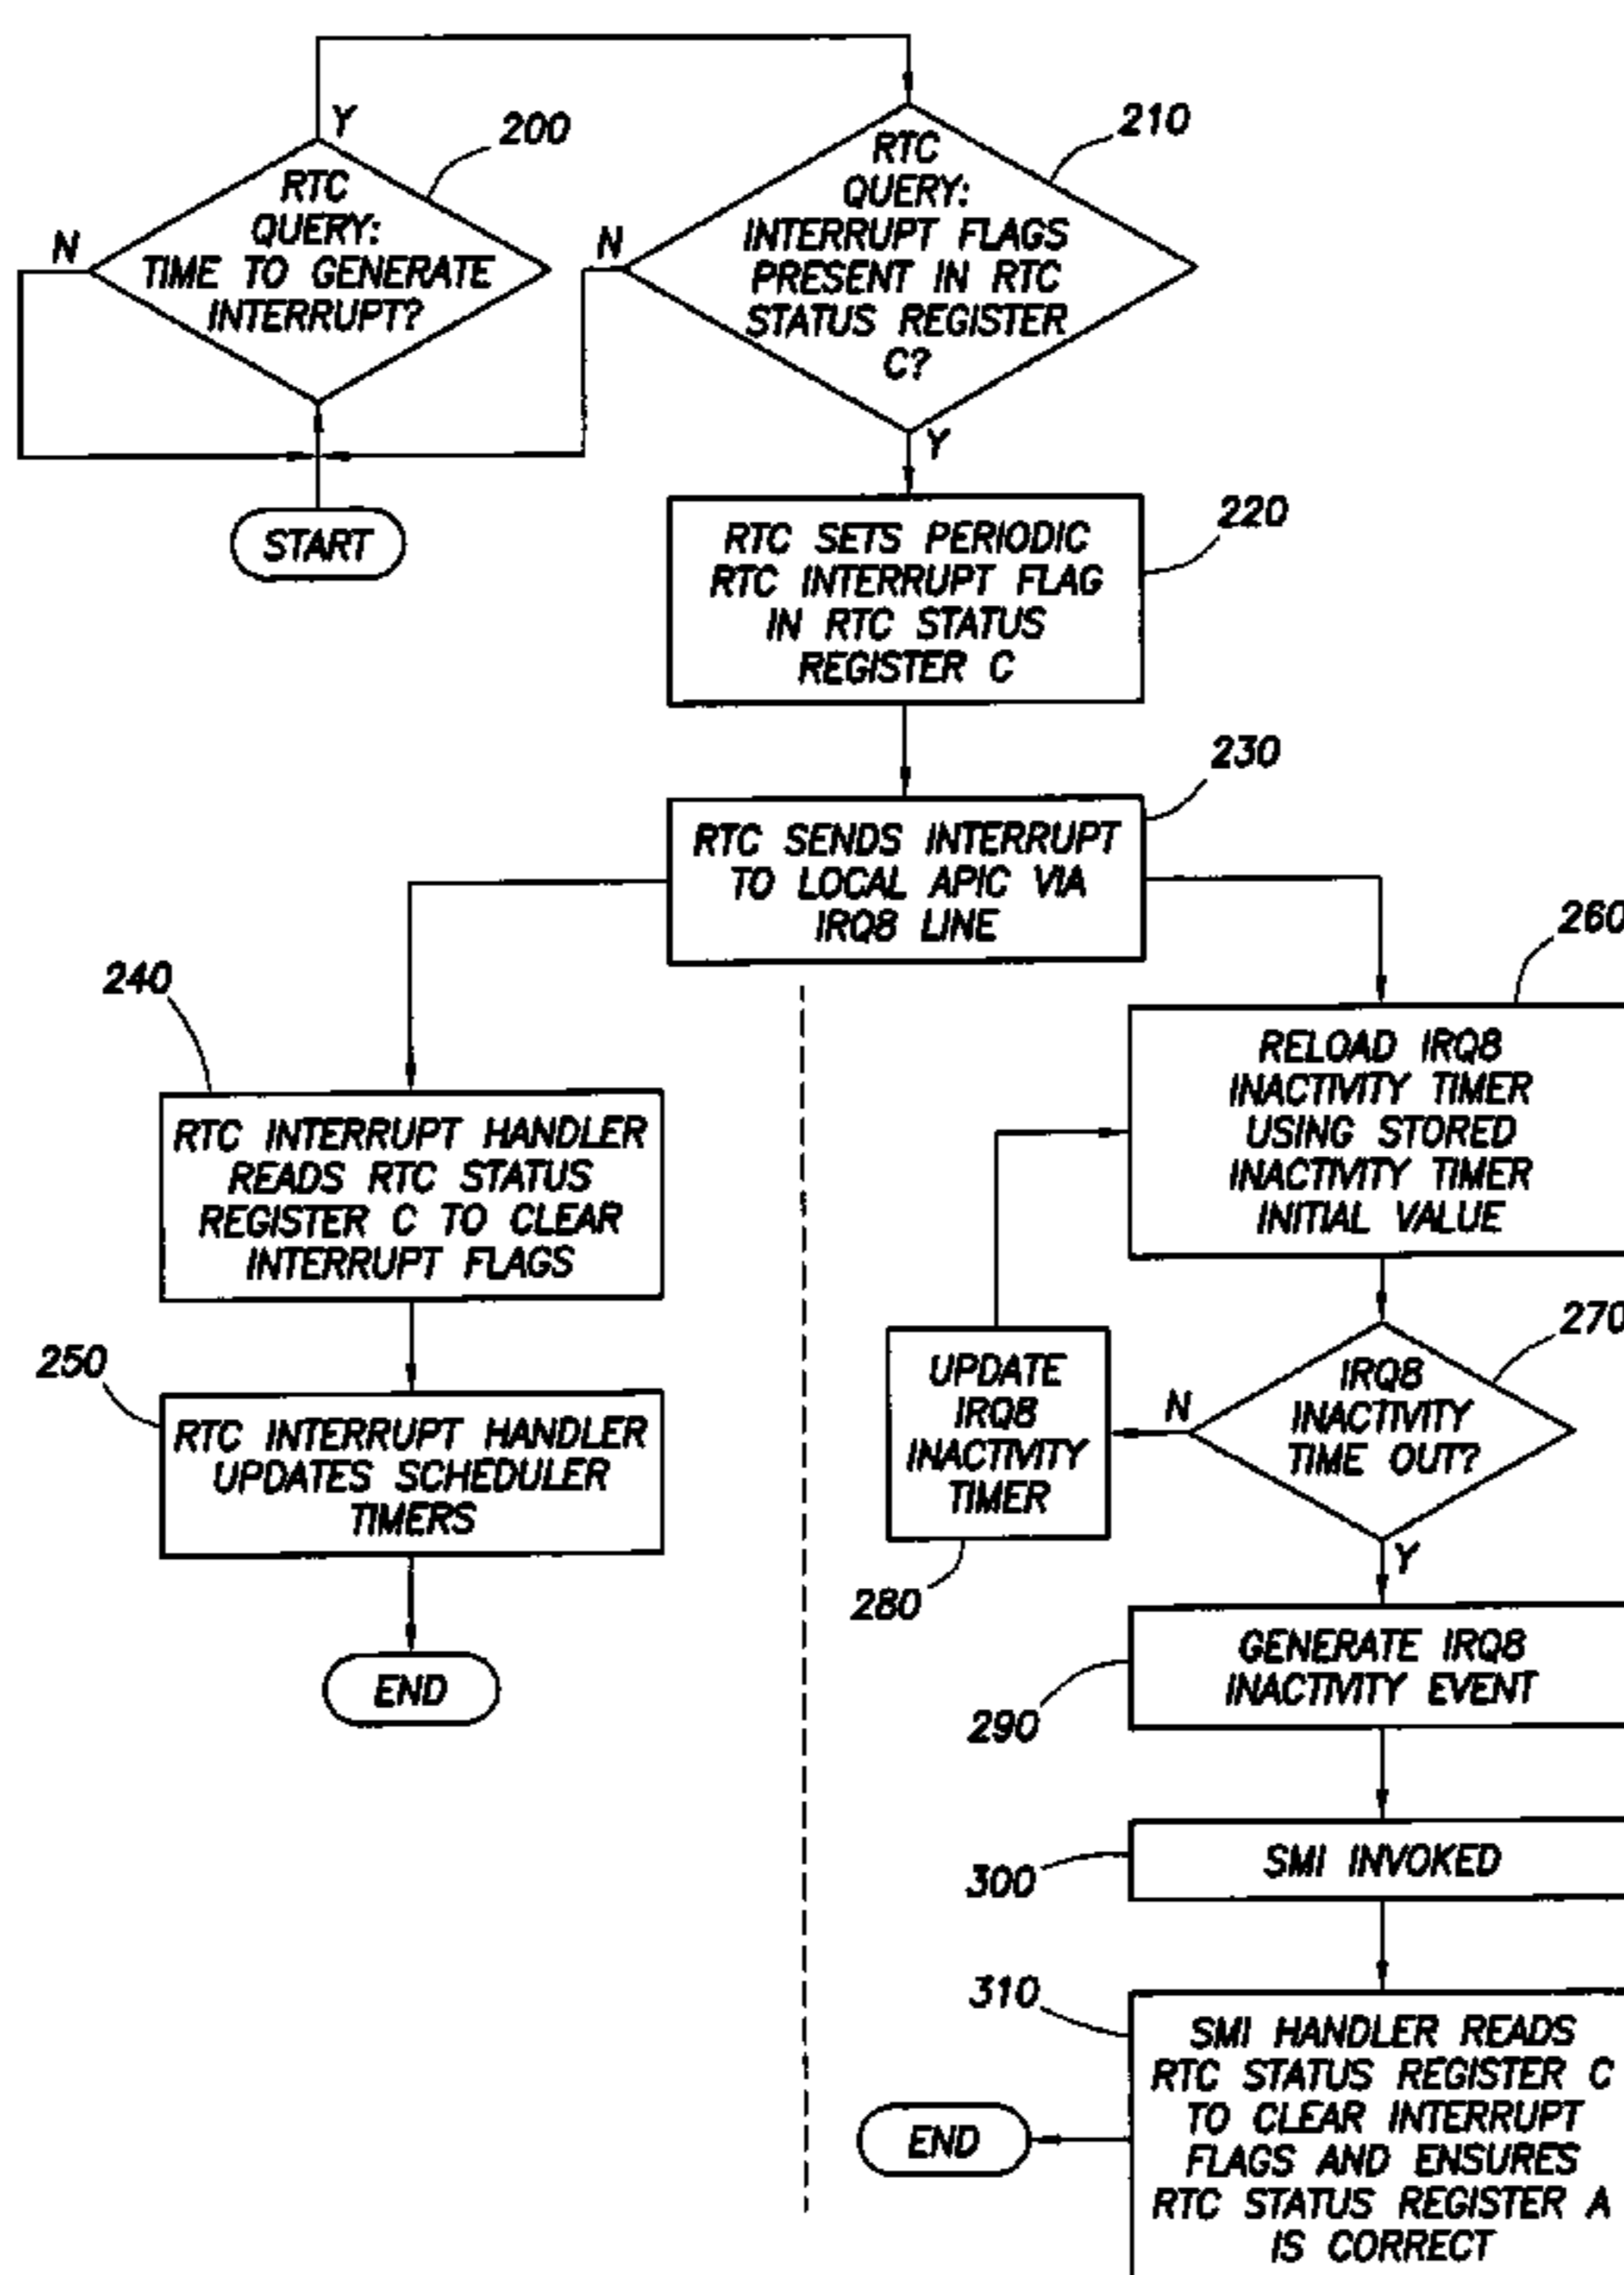 Y
200
RTC
QUERY:
TIME TO GENERATE
INTERRUPT?
N
210
RTC
QUERY:
INTERRUPT FLAGS
PRESENT IN RTC
STATUS REGISTER
C?
N
Y
START
220
RTC SETS PERIODIC
RTC INTERRUPT FLAG
IN RTC STATUS
REGISTER C
230
RTC SENDS INTERRUPT
TO LOCAL APIC VIA
IRQ8 LINE
240
RTC INTERRUPT HANDLER
READS RTC STATUS
REGISTER C TO CLEAR
INTERRUPT FLAGS
250
RTC INTERRUPT HANDLER
UPDATES SCHEDULER
TIMERS
END
260
RELOAD IRQ8
INACTIVITY TIMER
USING STORED
INACTIVITY TIMER
INITIAL VALUE
270
IRQ8
INACTIVITY
TIME OUT?
N
Y
UPDATE
IRQ8
INACTIVITY
TIMER
280
GENERATE IRQ8
INACTIVITY EVENT
290
SMI INVOKED
300
310
SMI HANDLER READS
RTC STATUS REGISTER C
TO CLEAR INTERRUPT
FLAGS AND ENSURES
RTC STATUS REGISTER A
IS CORRECT
END